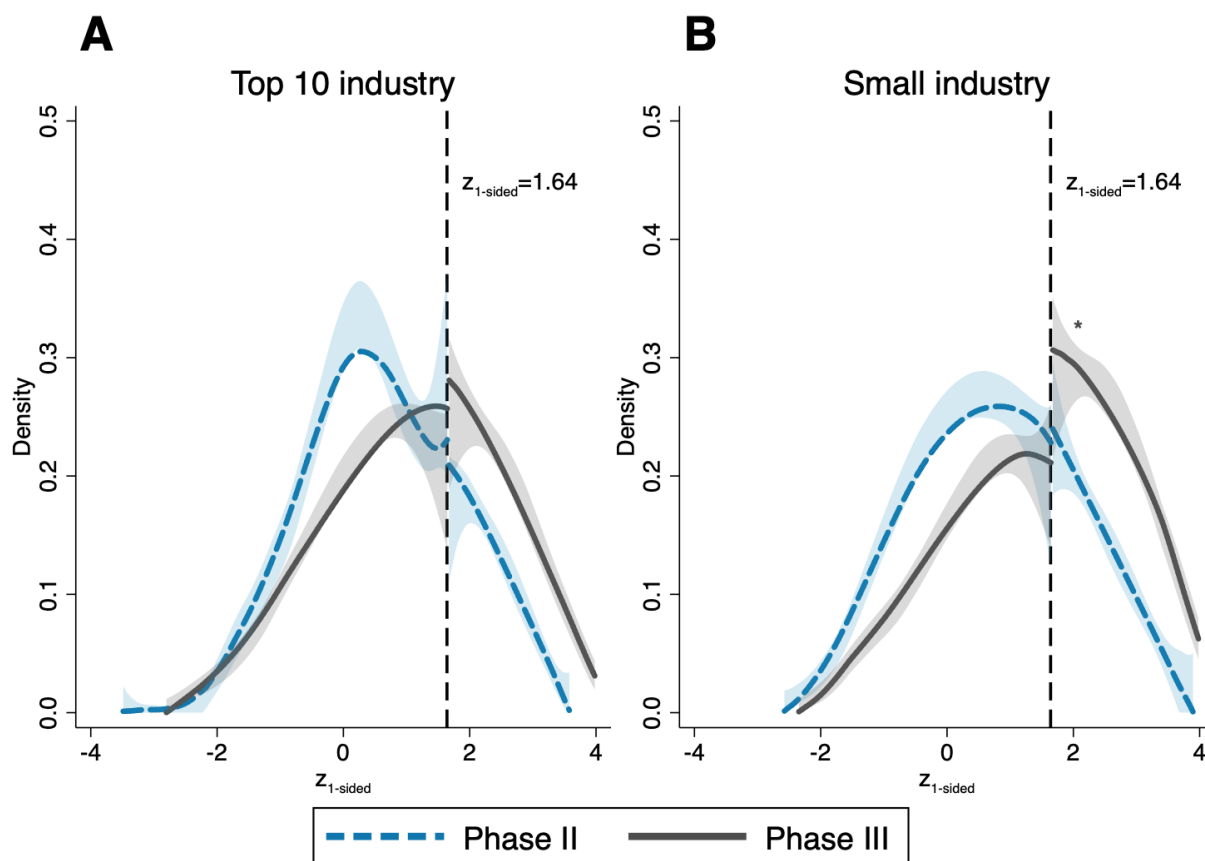 A
Top 10 industry
0.5
0.4
0.3
0.2
0.1
0.0
Density
z1-sided=1.64
-4 -2 0 2 4
z1-sided
B
Small industry
0.5
0.4
0.3
0.2
0.1
0.0
Density
z1-sided=1.64
*
-4 -2 0 2 4
z1-sided
Phase II Phase III